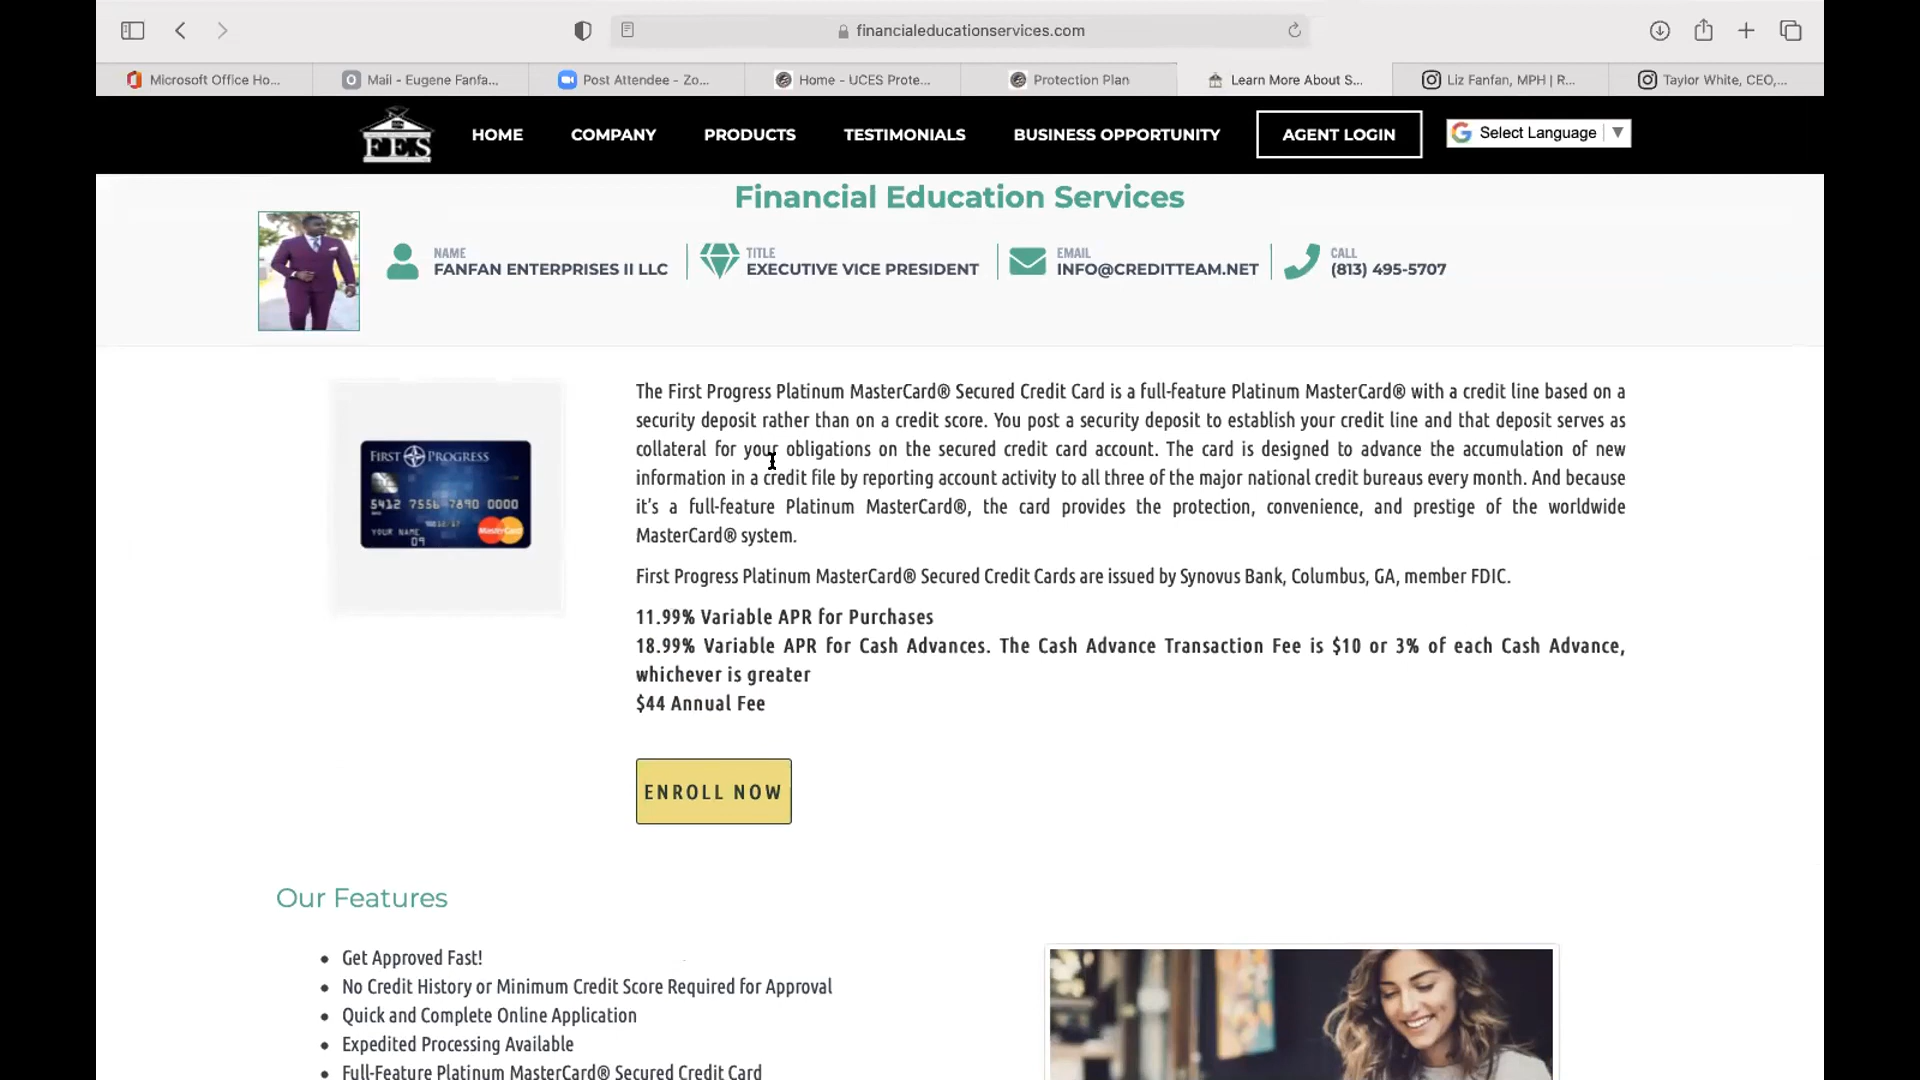 financialeducationservices.com
Microsoft Office Ho...
Mail - Eugene Fanfa...
Post Attendee - Zo...
Home - UCES Prote...
Protection Plan
Learn More About S...
Liz Fanfan, MPH | R...
Taylor White, CEO,...
FES
HOME
COMPANY
PRODUCTS
TESTIMONIALS
BUSINESS OPPORTUNITY
AGENT LOGIN
Select Language
Financial Education Services
NAME
FANFAN ENTERPRISES II LLC
TITLE
EXECUTIVE VICE PRESIDENT
EMAIL
INFO@CREDITTEAM.NET
CALL
(813) 495-5707
FIRST PROGRESS
5412 7556 7890 0000
YOUR NAME
09
MasterCard
The First Progress Platinum MasterCard® Secured Credit Card is a full-feature Platinum MasterCard® with a credit line based on a
security deposit rather than on a credit score. You post a security deposit to establish your credit line and that deposit serves as
collateral for your obligations on the secured credit card account. The card is designed to advance the accumulation of new
information in a credit file by reporting account activity to all three of the major national credit bureaus every month. And because
it's a full-feature Platinum MasterCard®, the card provides the protection, convenience, and prestige of the worldwide
MasterCard® system.
First Progress Platinum MasterCard® Secured Credit Cards are issued by Synovus Bank, Columbus, GA, member FDIC.
11.99% Variable APR for Purchases
18.99% Variable APR for Cash Advances. The Cash Advance Transaction Fee is $10 or 3% of each Cash Advance,
whichever is greater
$44 Annual Fee
ENROLL NOW
Our Features
• Get Approved Fast!
• No Credit History or Minimum Credit Score Required for Approval
• Quick and Complete Online Application
• Expedited Processing Available
• Full-Feature Platinum MasterCard® Secured Credit Card